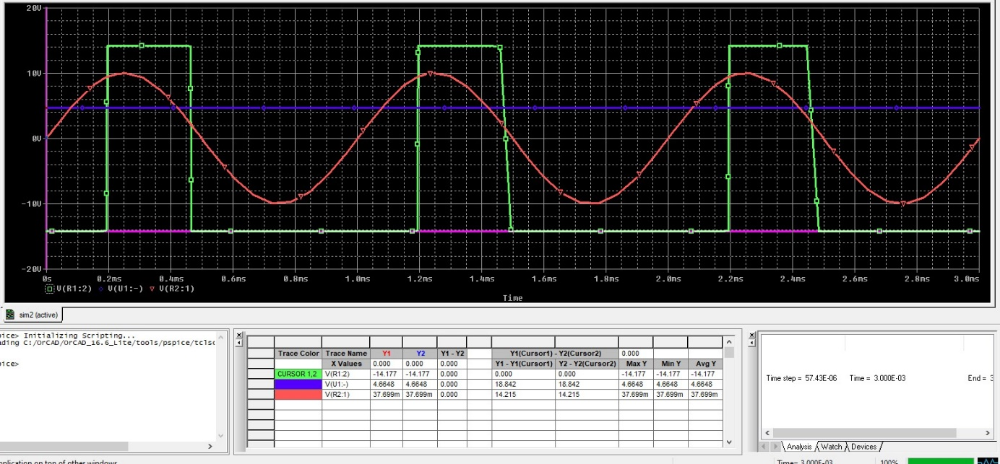 20V
10V
0V
-10V
-20V
0s 0.2ms 0.4ms 0.6ms 0.8ms 1.0ms 1.2ms 1.4ms 1.6ms 1.8ms 2.0ms 2.2ms 2.4ms 2.6ms 2.8ms 3.0ms
V(R1:2) V(U1:-) V(R2:1)
Time
sim2 (active)
pice> Initializing Scripting...
ading C:/OrCAD/OrCAD_16.6_Lite/tools/pspice/tclsc
pice>
Trace Color Trace Name Y1 Y2 Y1 - Y2 Y1(Cursor1) - Y2(Cursor2) 0.000
X Values 0.000 0.000 0.000 Y1 - Y1(Cursor1) Y2 - Y2(Cursor2) Max Y Min Y Avg Y
CURSOR 1,2 V(R1:2) -14.177 -14.177 0.000 0.000 0.000 -14.177 -14.177 -14.177
V(U1:-) 4.6648 4.6648 0.000 18.842 18.842 4.6648 4.6648 4.6648
V(R2:1) 37.699m 37.699m 0.000 14.215 14.215 37.699m 37.699m 37.699m
Time step = 57.43E-06 Time = 3.000E-03 End = 3
Analysis Watch Devices
pplication on top of other windows
Time= 3.000E-03 100%